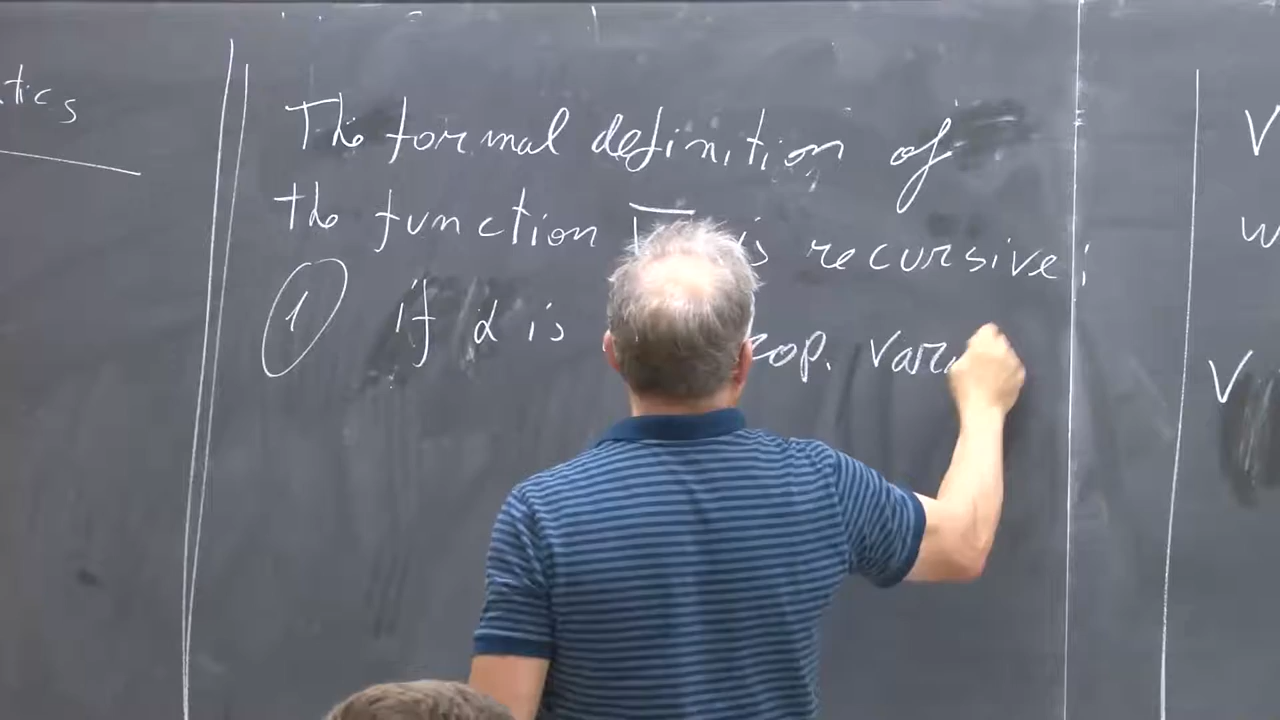 tics
The formal definition of
the function is recursive:
① if α is prop. var
V
w
V